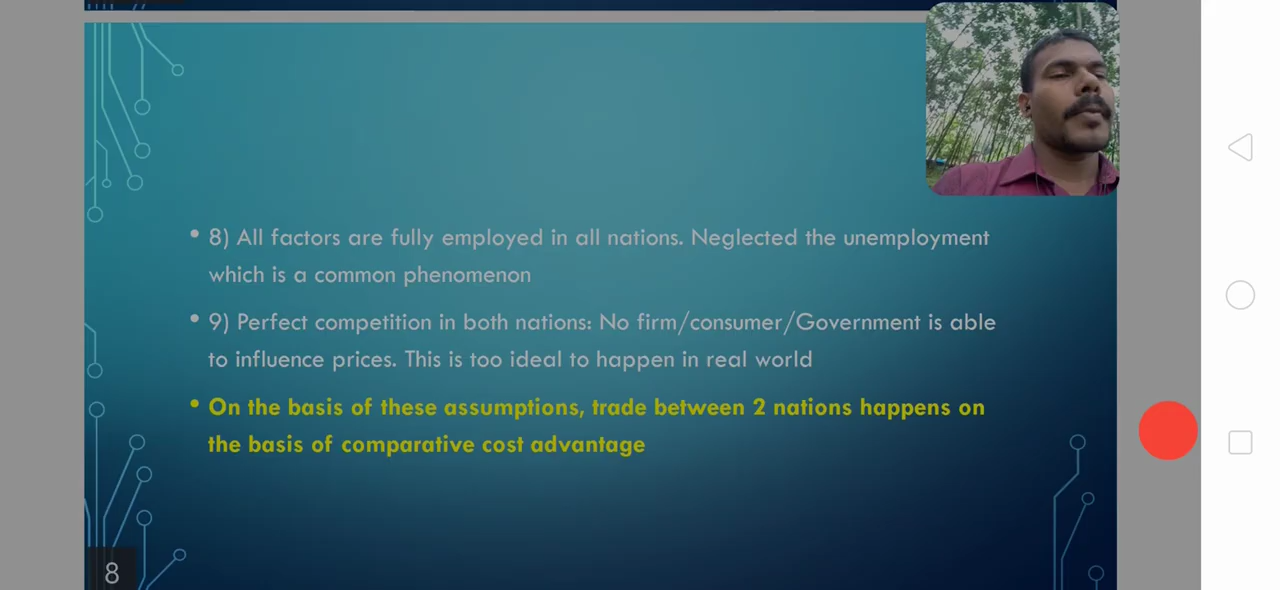 • 8) All factors are fully employed in all nations. Neglected the unemployment
which is a common phenomenon
• 9) Perfect competition in both nations: No firm/consumer/Government is able
to influence prices. This is too ideal to happen in real world
• On the basis of these assumptions, trade between 2 nations happens on
the basis of comparative cost advantage
8